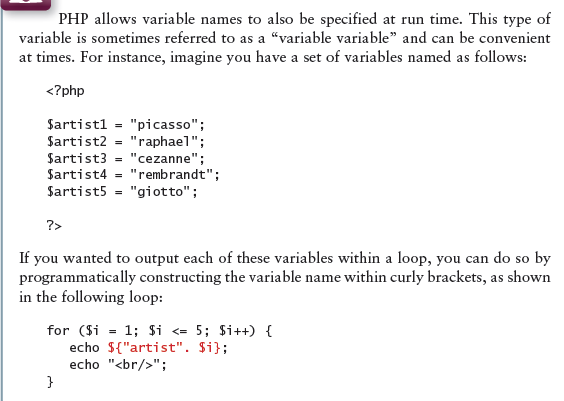 PHP allows variable names to also be specified at run time. This type of
variable is sometimes referred to as a “variable variable” and can be convenient
at times. For instance, imagine you have a set of variables named as follows:
<?php
$artist1 = "picasso";
$artist2 = "raphael";
$artist3 = "cezanne";
$artist4 = "rembrandt";
$artist5 = "giotto";
?>
If you wanted to output each of these variables within a loop, you can do so by
programmatically constructing the variable name within curly brackets, as shown
in the following loop:
for ($i = 1; $i <= 5; $i++) {
echo ${"artist". $i};
echo "<br/>";
}